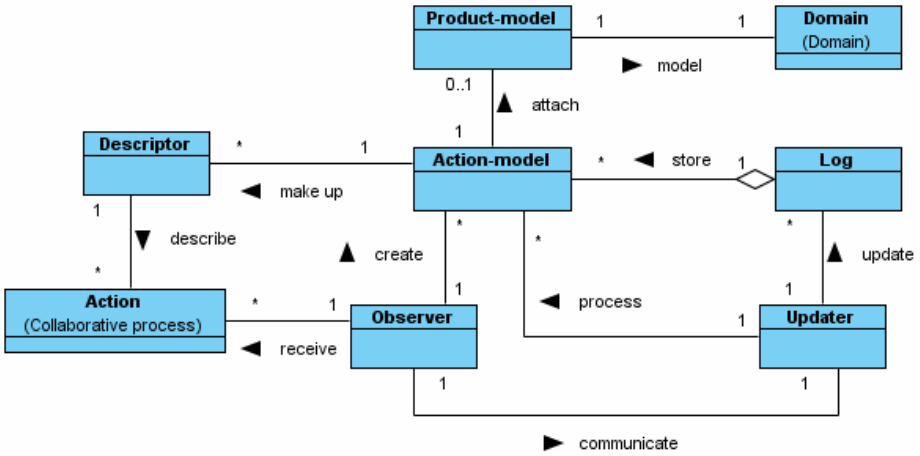 Product-model
1
1
Domain
(Domain)
model
0..1
attach
1
Descriptor
*
1
Action-model
*
store
1
Log
make up
1
describe
*
create
*
*
*
update
Action
(Collaborative process)
*
1
receive
1
Observer
process
1
1
Updater
1
1
communicate